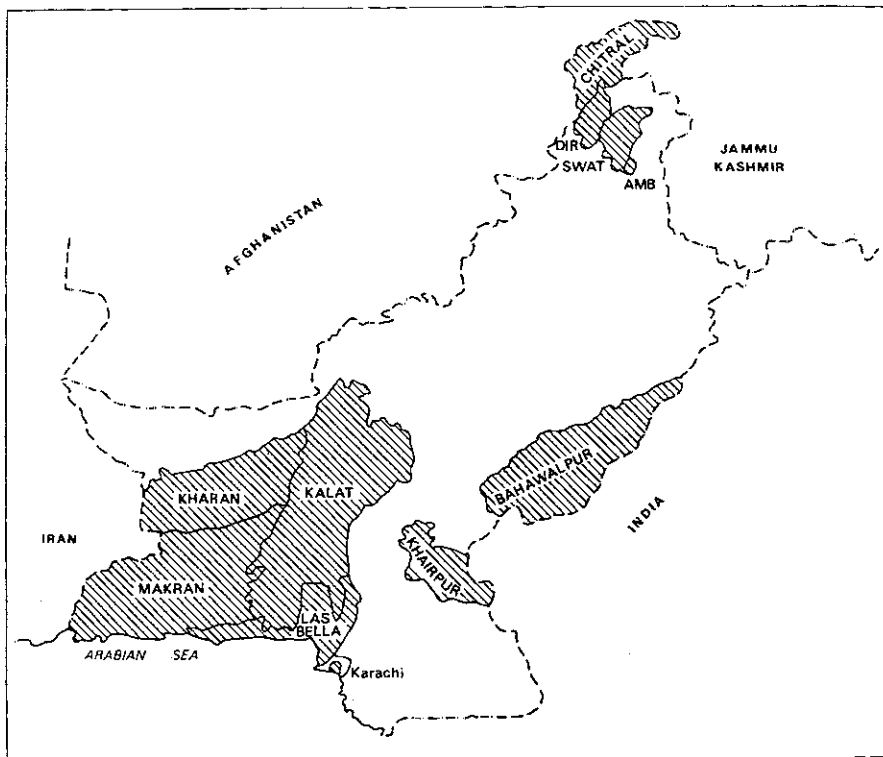 CHITRAL
DIR
SWAT
AMB
JAMMU
KASHMIR
AFGHANISTAN
BAHAWALPUR
KHARAN
KALAT
INDIA
IRAN
KHAIRPUR
MAKRAN
LAS
BELLA
ARABIAN SEA
Karachi